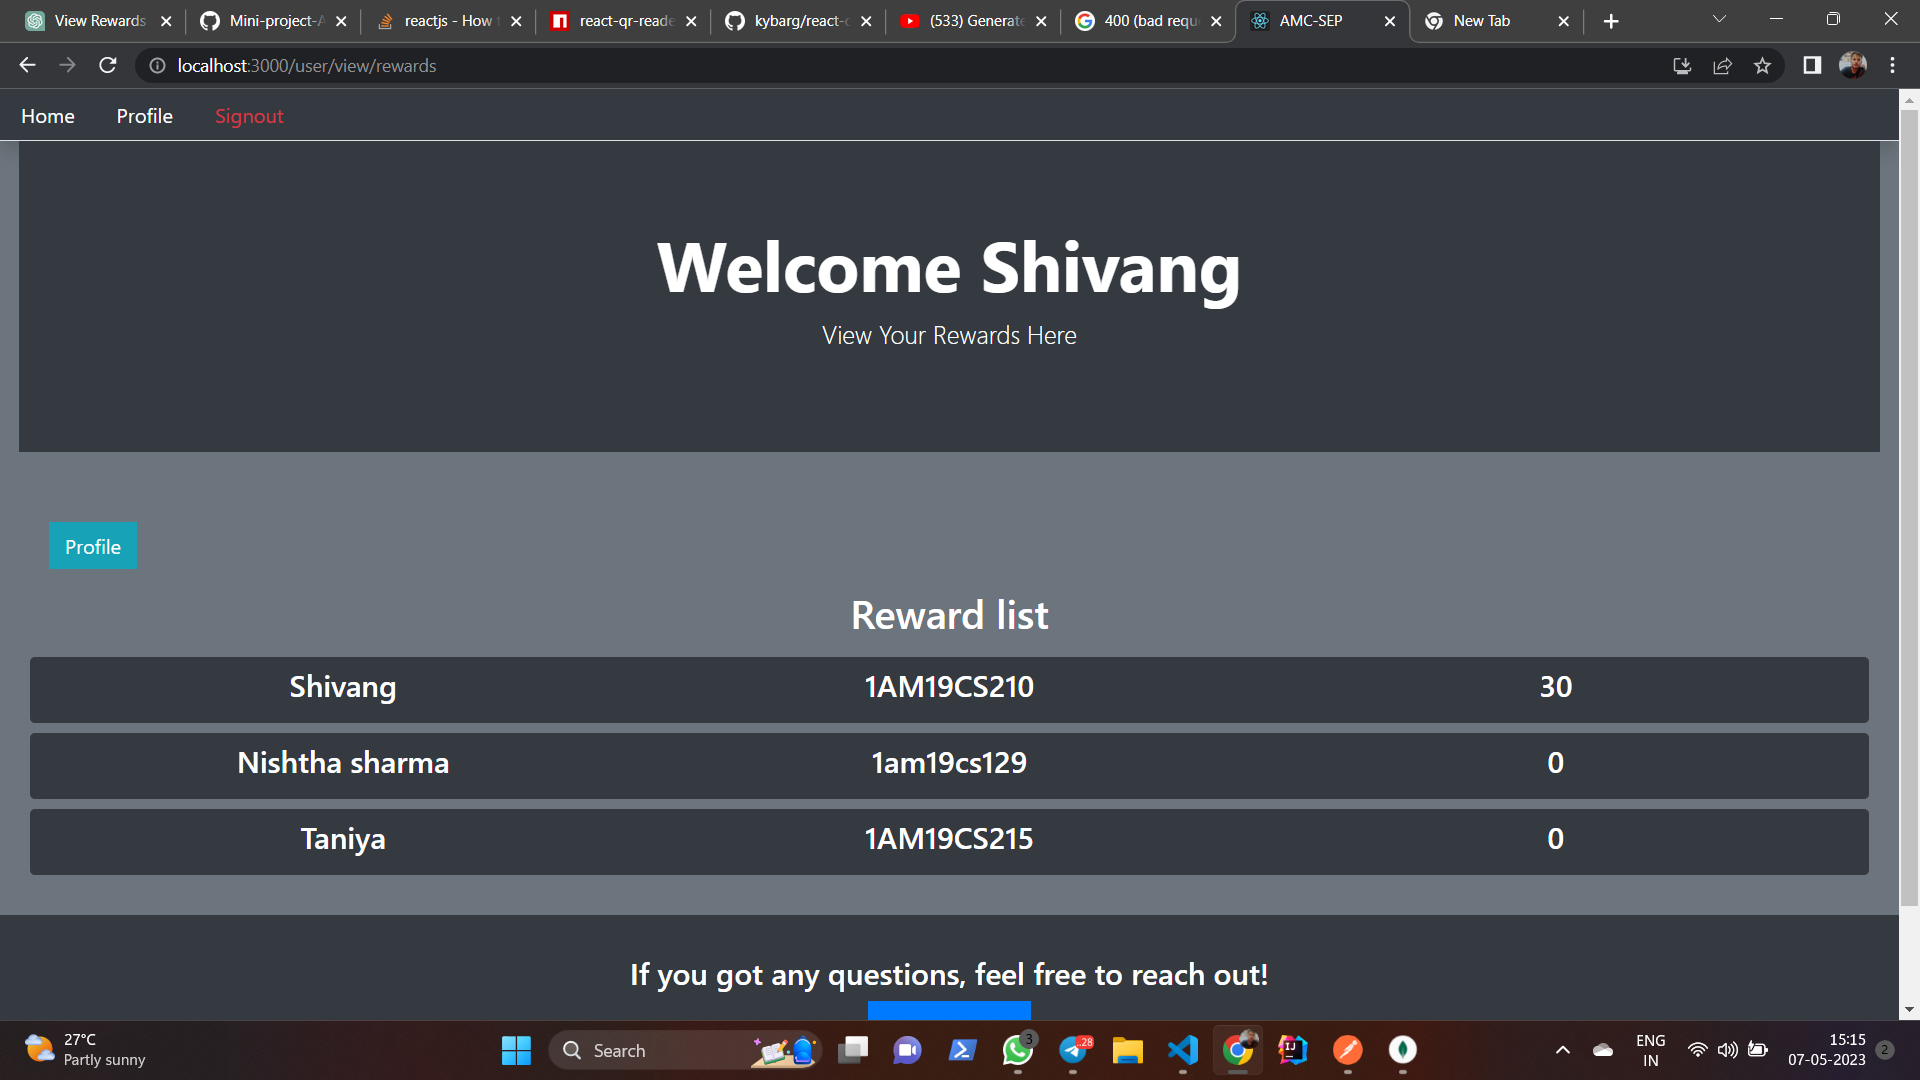 View Rewards
Mini-project-A
reactjs - How
react-qr-reade
kybarg/react-
(533) Generate
400 (bad requ
AMC-SEP
New Tab
localhost:3000/user/view/rewards
Home Profile Signout
Welcome Shivang
View Your Rewards Here
Profile
Reward list
Shivang 1AM19CS210 30
Nishtha sharma 1am19cs129 0
Taniya 1AM19CS215 0
If you got any questions, feel free to reach out!
27°C
Partly sunny
Search
3
..28
IJ
ENG
IN
15:15
07-05-2023
2